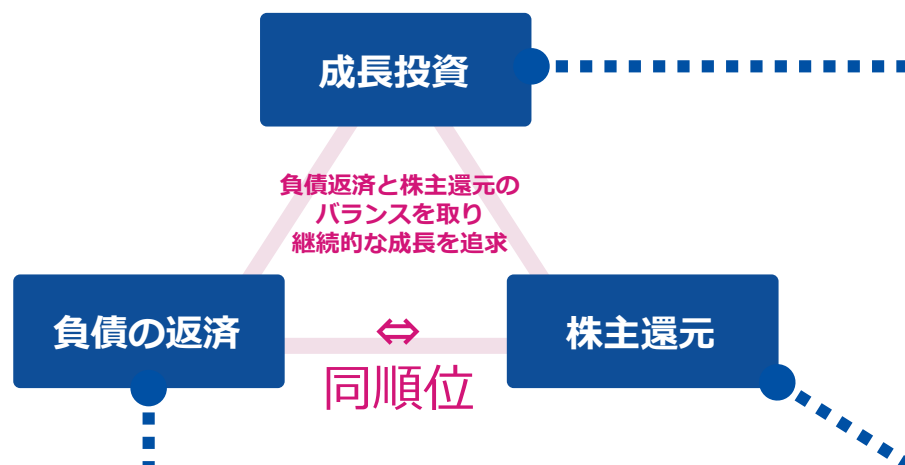 成長投資
負債返済と株主還元の
バランスを取り
継続的な成長を追求
負債の返済
⇔
同順位
株主還元